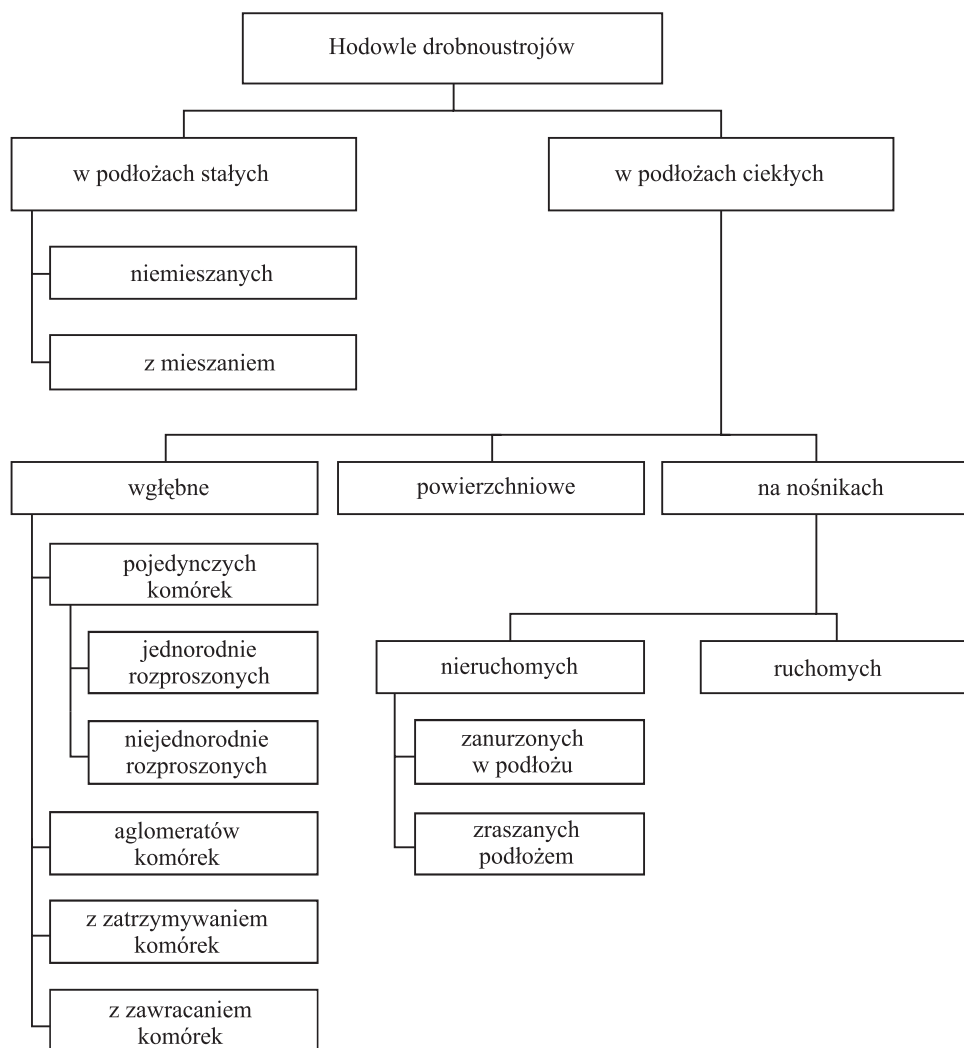 Hodowle drobnoustrojów
w podłożach stałych
w podłożach ciekłych
niemieszanych
z mieszaniem
wgłębne
powierzchniowe
na nośnikach
pojedynczych
komórek
jednorodnie
rozproszonych
niejednorodnie
rozproszonych
aglomeratów
komórek
z zatrzymywaniem
komórek
z zawracaniem
komórek
nieruchomych
ruchomych
zanurzonych
w podłożu
zraszanych
podłożem